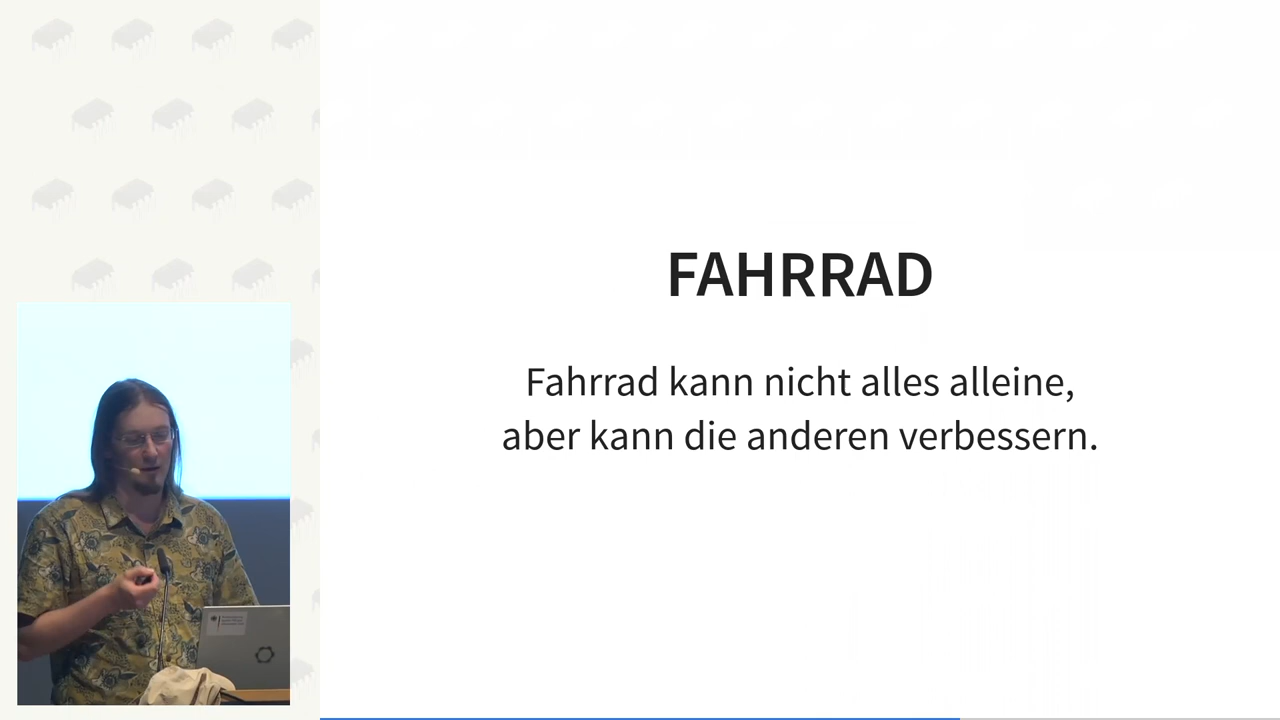 FAHRRAD
Fahrrad kann nicht alles alleine,
aber kann die anderen verbessern.